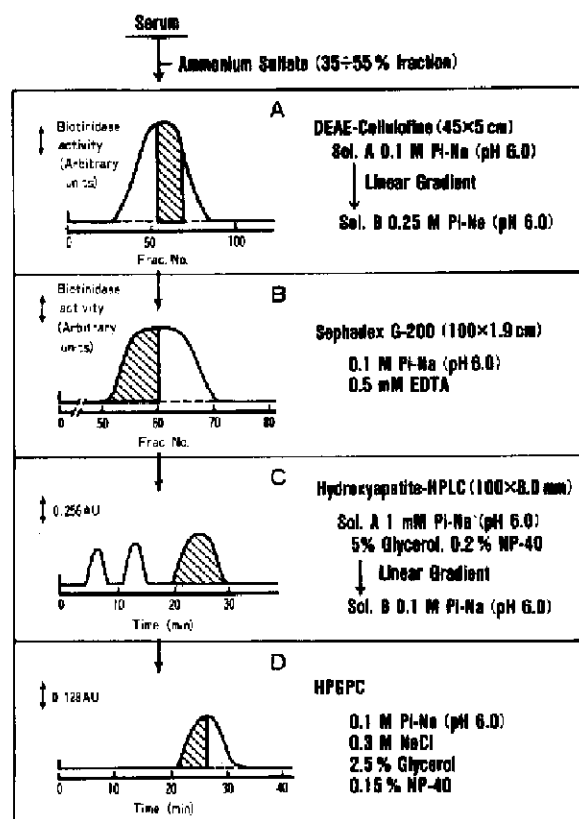 Serum
Ammonium Sulfate (35÷55% fraction)
A
Biotinidase
activity
(Arbitrary
units)
0 50 100
Frac. No.
DEAE-Cellulofine (45×5 cm)
Sol. A 0.1 M Pi-Na (pH 6.0)
Linear Gradient
Sol. B 0.25 M Pi-Na (pH 6.0)
B
Biotinidase
activity
(Arbitrary
units)
0 50 60 70 80
Frac. No.
Sephadex G-200 (100×1.9 cm)
0.1 M Pi-Na (pH 6.0)
0.5 mM EDTA
C
0.256 AU
0 10 20 30
Time (min)
Hydroxyapatite-HPLC (100×8.0 mm)
Sol. A 1 mM Pi-Na (pH 6.0)
5% Glycerol, 0.2% NP-40
Linear Gradient
Sol. B 0.1 M Pi-Na (pH 6.0)
D
0.128 AU
0 10 20 30 40
Time (min)
HPGPC
0.1 M Pi-Na (pH 6.0)
0.3 M NaCl
2.5% Glycerol
0.15% NP-40